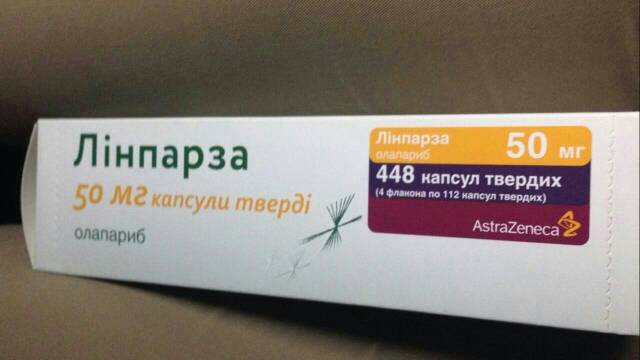 Лінпарза
50 мг капсули тверді
олапариб
Лінпарза
олапариб
50 мг
448 капсул твердих
(4 флакона по 112 капсул твердих)
AstraZeneca